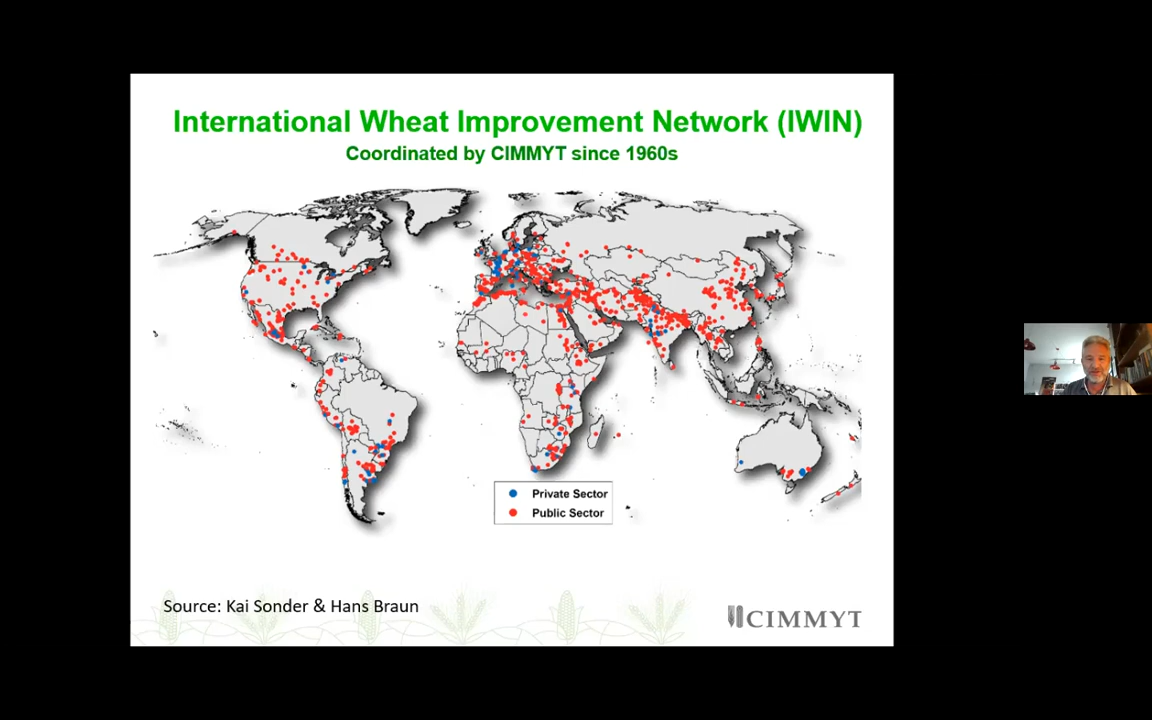 International Wheat Improvement Network (IWIN)
Coordinated by CIMMYT since 1960s
Private Sector
Public Sector
Source: Kai Sonder & Hans Braun
CIMMYT